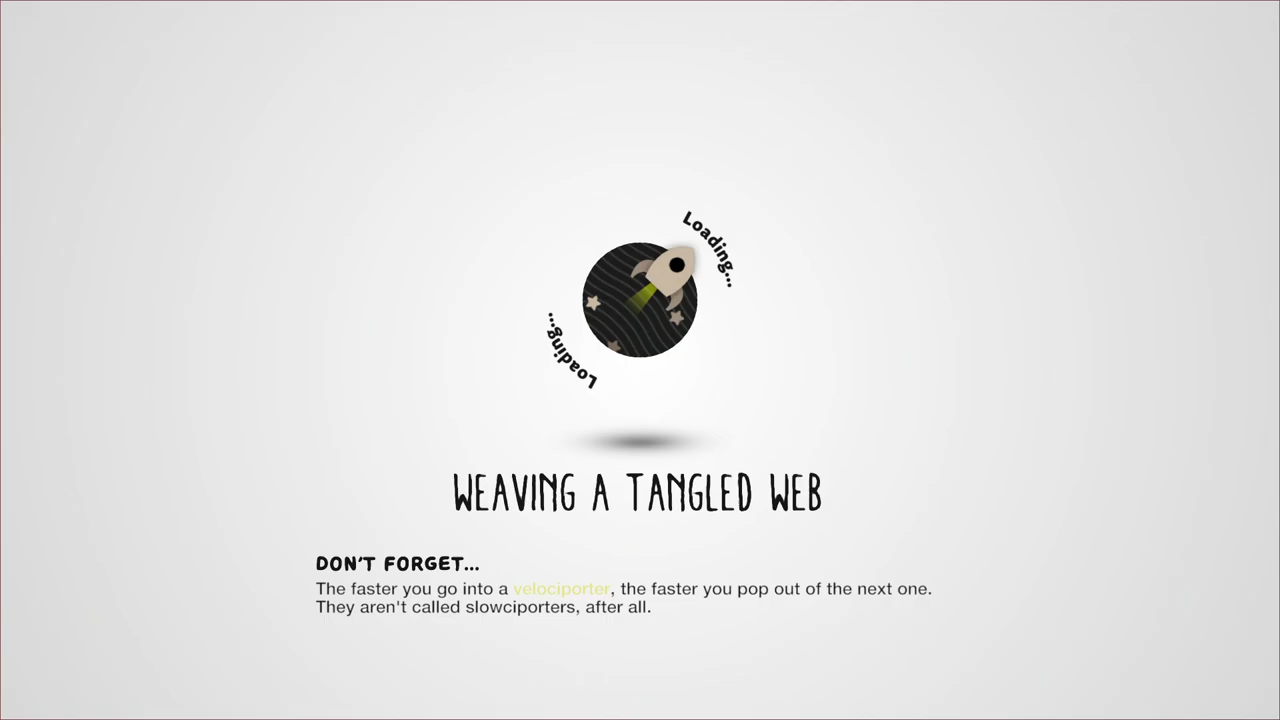 Loading...
Loading...
WEAVING A TANGLED WEB
DON'T FORGET...
The faster you go into a velociporter, the faster you pop out of the next one.
They aren't called slowciporters, after all.